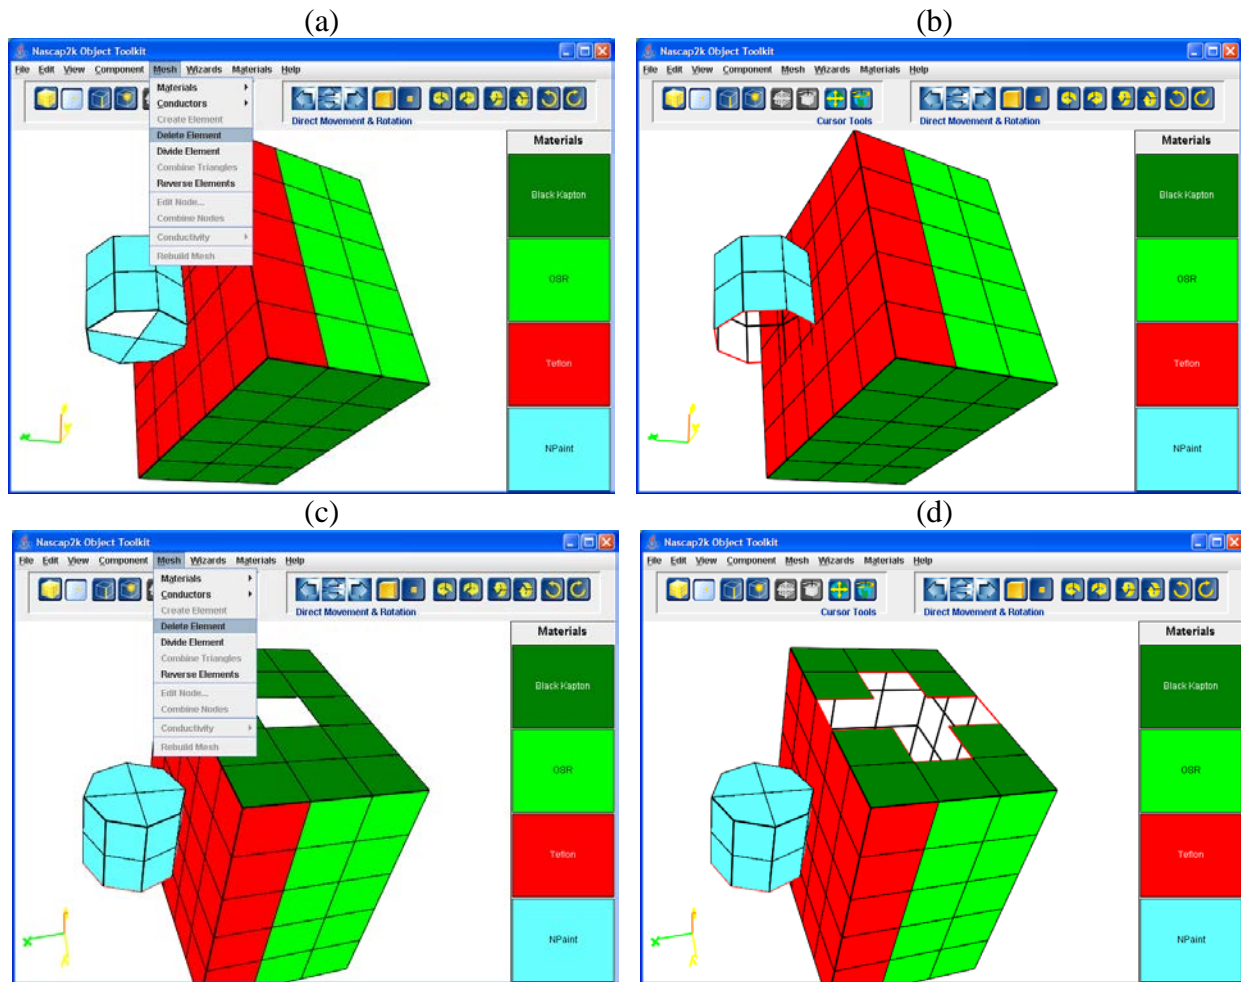 (a)
Nascap2k Object Toolkit
File Edit View Component Mesh Wizards Materials Help
Materials
Conductors
Create Element
Delete Element
Divide Element
Combine Triangles
Reverse Elements
Edit Node...
Combine Nodes
Conductivity
Rebuild Mesh
Direct Movement & Rotation
Materials
Black Kapton
OSR
Teflon
NPaint
(b)
Nascap2k Object Toolkit
File Edit View Component Mesh Wizards Materials Help
Cursor Tools
Direct Movement & Rotation
Materials
Black Kapton
OSR
Teflon
NPaint
(c)
Nascap2k Object Toolkit
File Edit View Component Mesh Wizards Materials Help
Materials
Conductors
Create Element
Delete Element
Divide Element
Combine Triangles
Reverse Elements
Edit Node...
Combine Nodes
Conductivity
Rebuild Mesh
Direct Movement & Rotation
Materials
Black Kapton
OSR
Teflon
NPaint
(d)
Nascap2k Object Toolkit
File Edit View Component Mesh Wizards Materials Help
Cursor Tools
Direct Movement & Rotation
Materials
Black Kapton
OSR
Teflon
NPaint